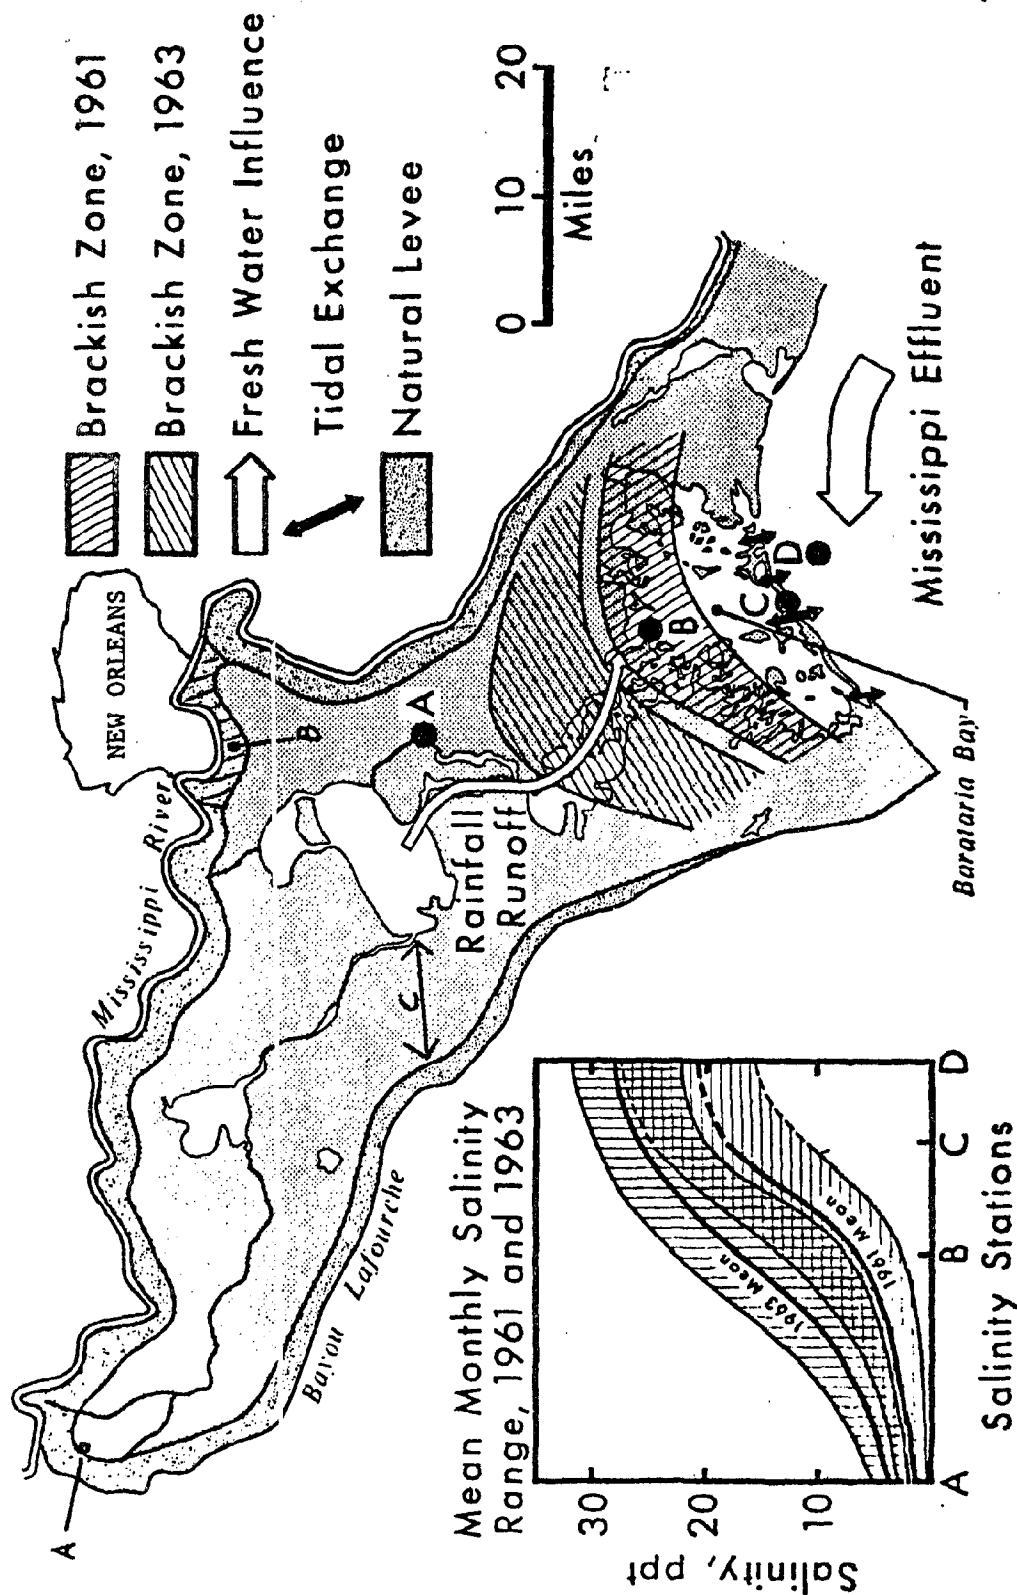 Brackish Zone, 1961
Brackish Zone, 1963
Fresh Water Influence
Tidal Exchange
Natural Levee
0 10 20
Miles
NEW ORLEANS
Mississippi River
A
B
C
Bayou Lafourche
Rainfall
Runoff
A
B
C
D
Mississippi Effluent
Barataria Bay
Mean Monthly Salinity
Range, 1961 and 1963
Salinity, ppt
30
20
10
1963 Mean
1961 Mean
A B C D
Salinity Stations